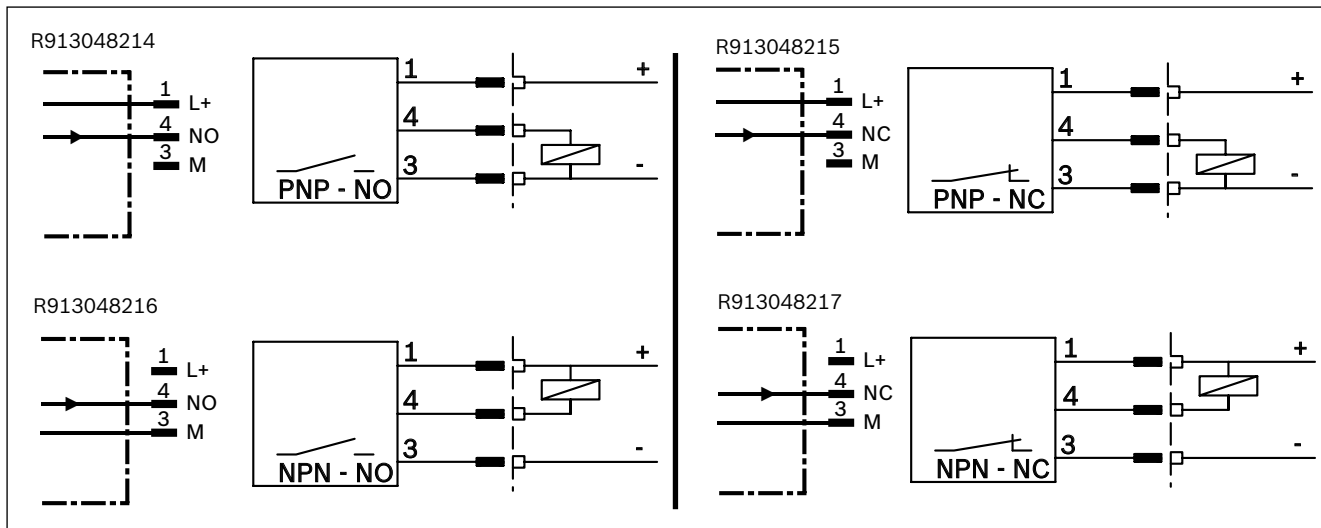 R913048214
1 L+
4 NO
3 M
1 +
4
3 -
PNP - NO
R913048215
1 L+
4 NC
3 M
1 +
4
3 -
PNP - NC
R913048216
1 L+
4 NO
3 M
1 +
4
3 -
NPN - NO
R913048217
1 L+
4 NC
3 M
1 +
4
3 -
NPN - NC